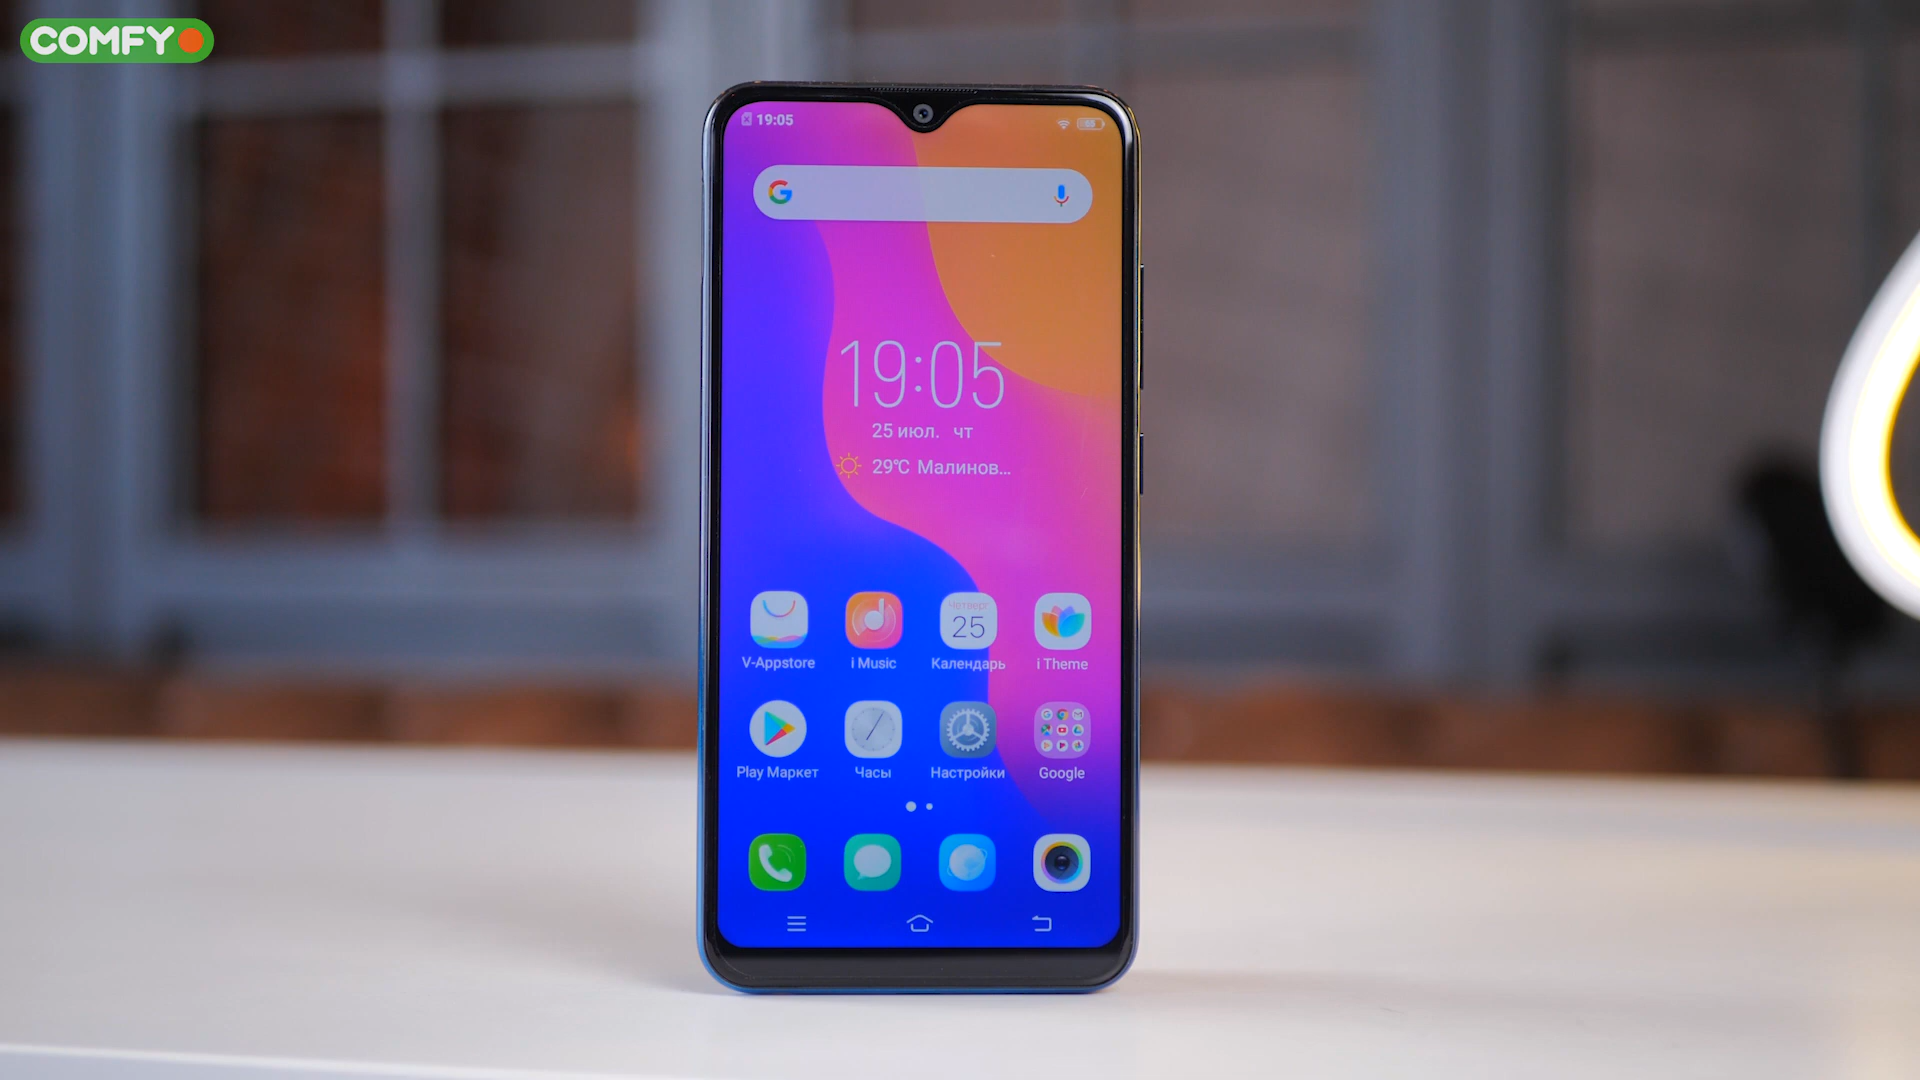 COMFY
19:05
19:05
25 июл. чт
29℃ Малинов...
Четверг
25
V-Appstore
i Music
Календарь
i Theme
Play Маркет
Часы
Настройки
Google